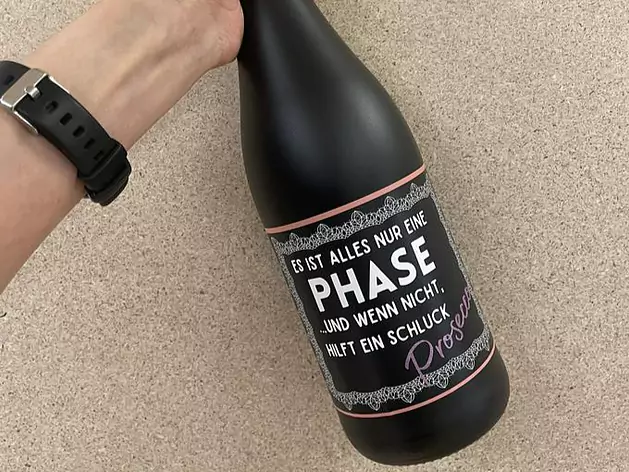 ES IST ALLES NUR EINE
PHASE
...UND WENN NICHT,
HILFT EIN SCHLUCK
Prosecco